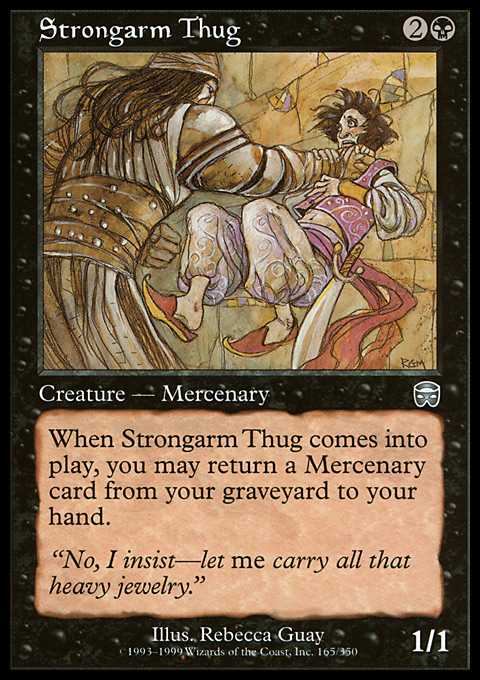 Strongarm Thug 2
RGM
Creature — Mercenary
When Strongarm Thug comes into
play, you may return a Mercenary
card from your graveyard to your
hand.
“No, I insist—let me carry all that
heavy jewelry.”
Illus. Rebecca Guay
©1993–1999 Wizards of the Coast, Inc. 165/350
1/1